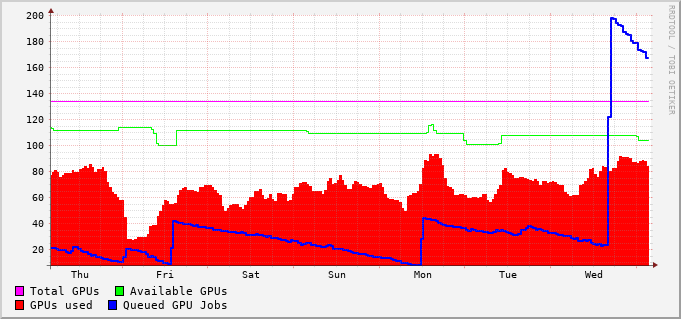 200
180
160
140
120
100
80
60
40
20
Thu Fri Sat Sun Mon Tue Wed
Total GPUs Available GPUs
GPUs used Queued GPU Jobs
RRDTOOL / TOBI OETIKER